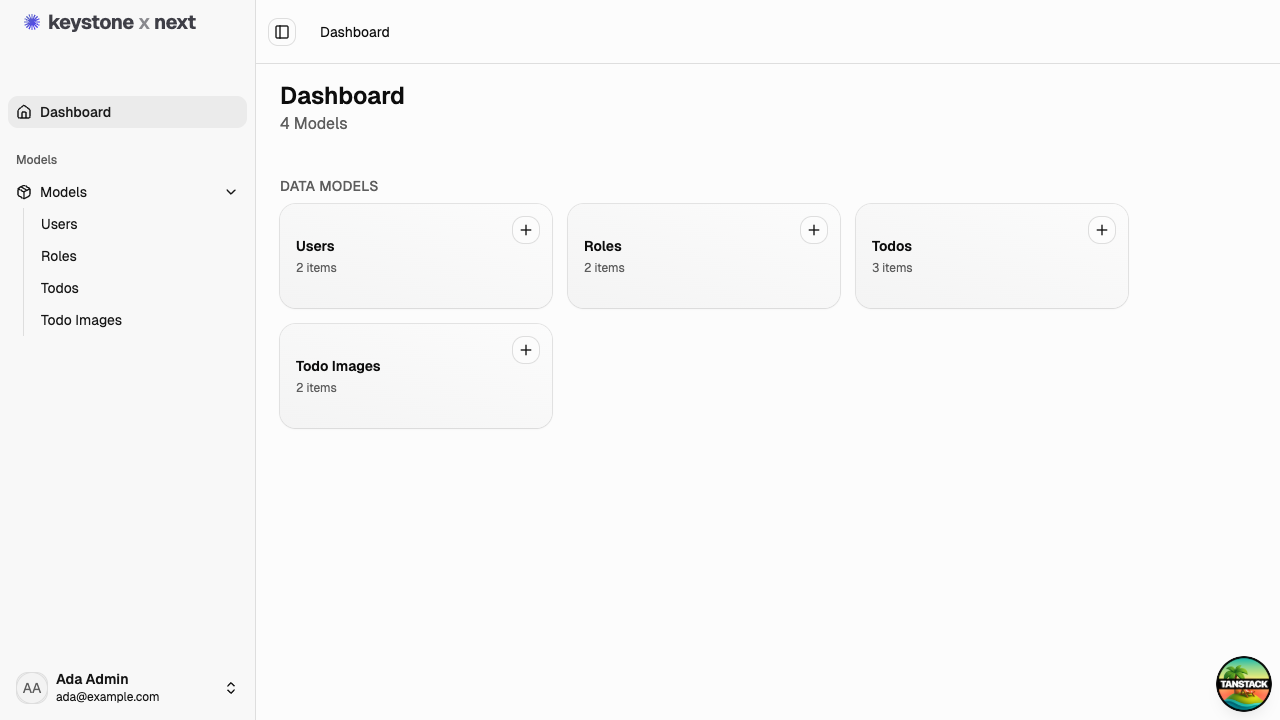 keystone x next
Dashboard
Models
Models
Users
Roles
Todos
Todo Images
AA
Ada Admin
ada@example.com
Dashboard
Dashboard
4 Models
DATA MODELS
Users
2 items
Roles
2 items
Todos
3 items
Todo Images
2 items
TANSTACK